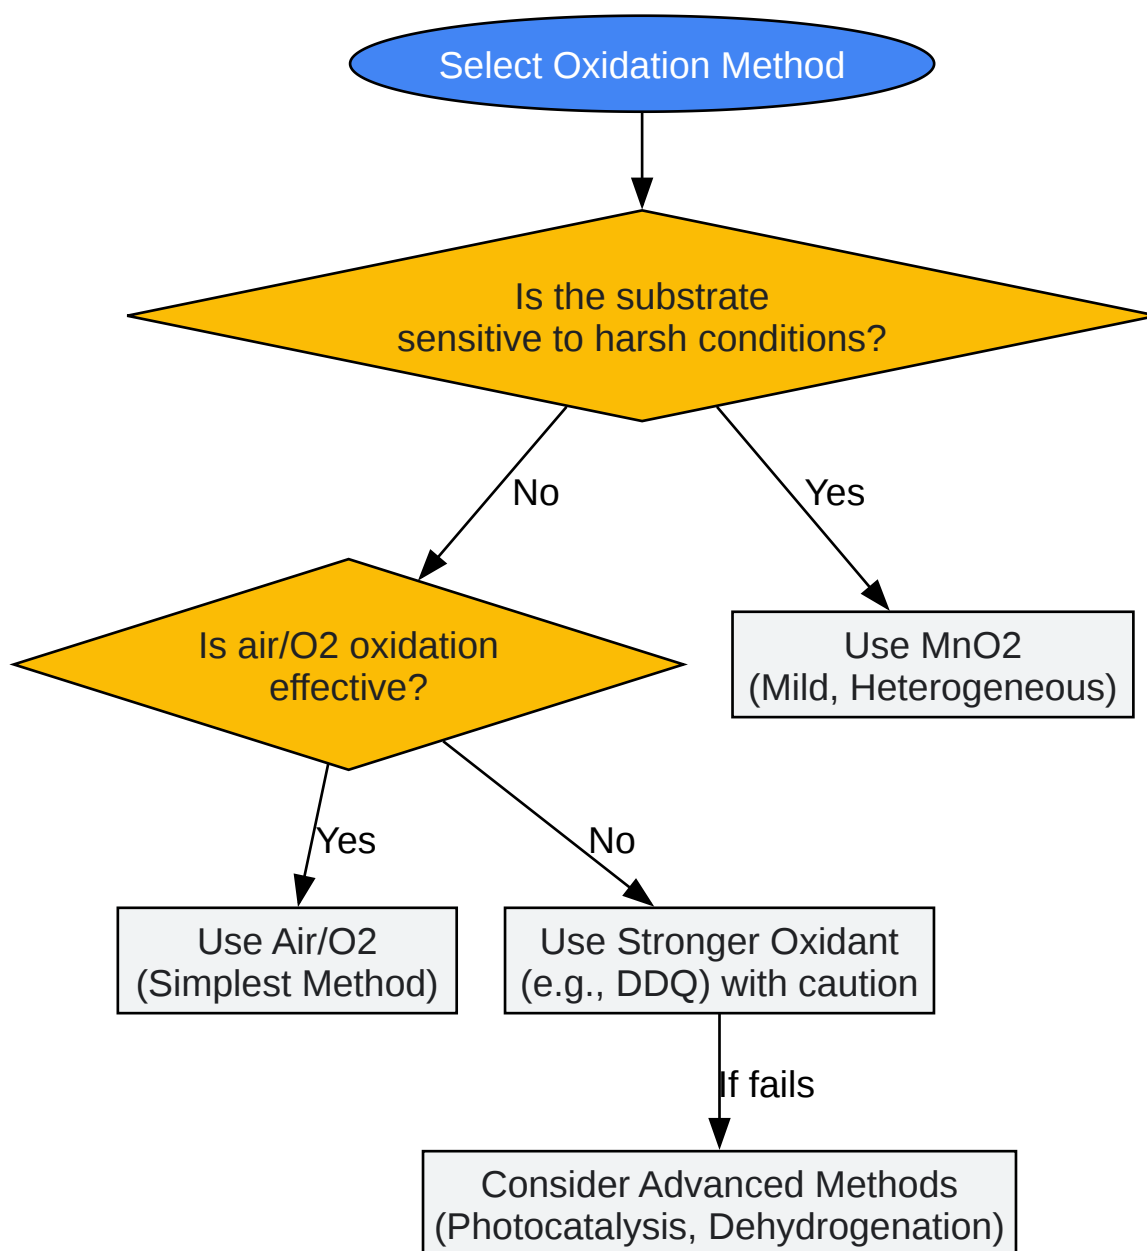 Select Oxidation Method
Is the substrate
sensitive to harsh conditions?
No
Yes
Is air/O2 oxidation
effective?
Use MnO2
(Mild, Heterogeneous)
Yes
No
Use Air/O2
(Simplest Method)
Use Stronger Oxidant
(e.g., DDQ) with caution
If fails
Consider Advanced Methods
(Photocatalysis, Dehydrogenation)